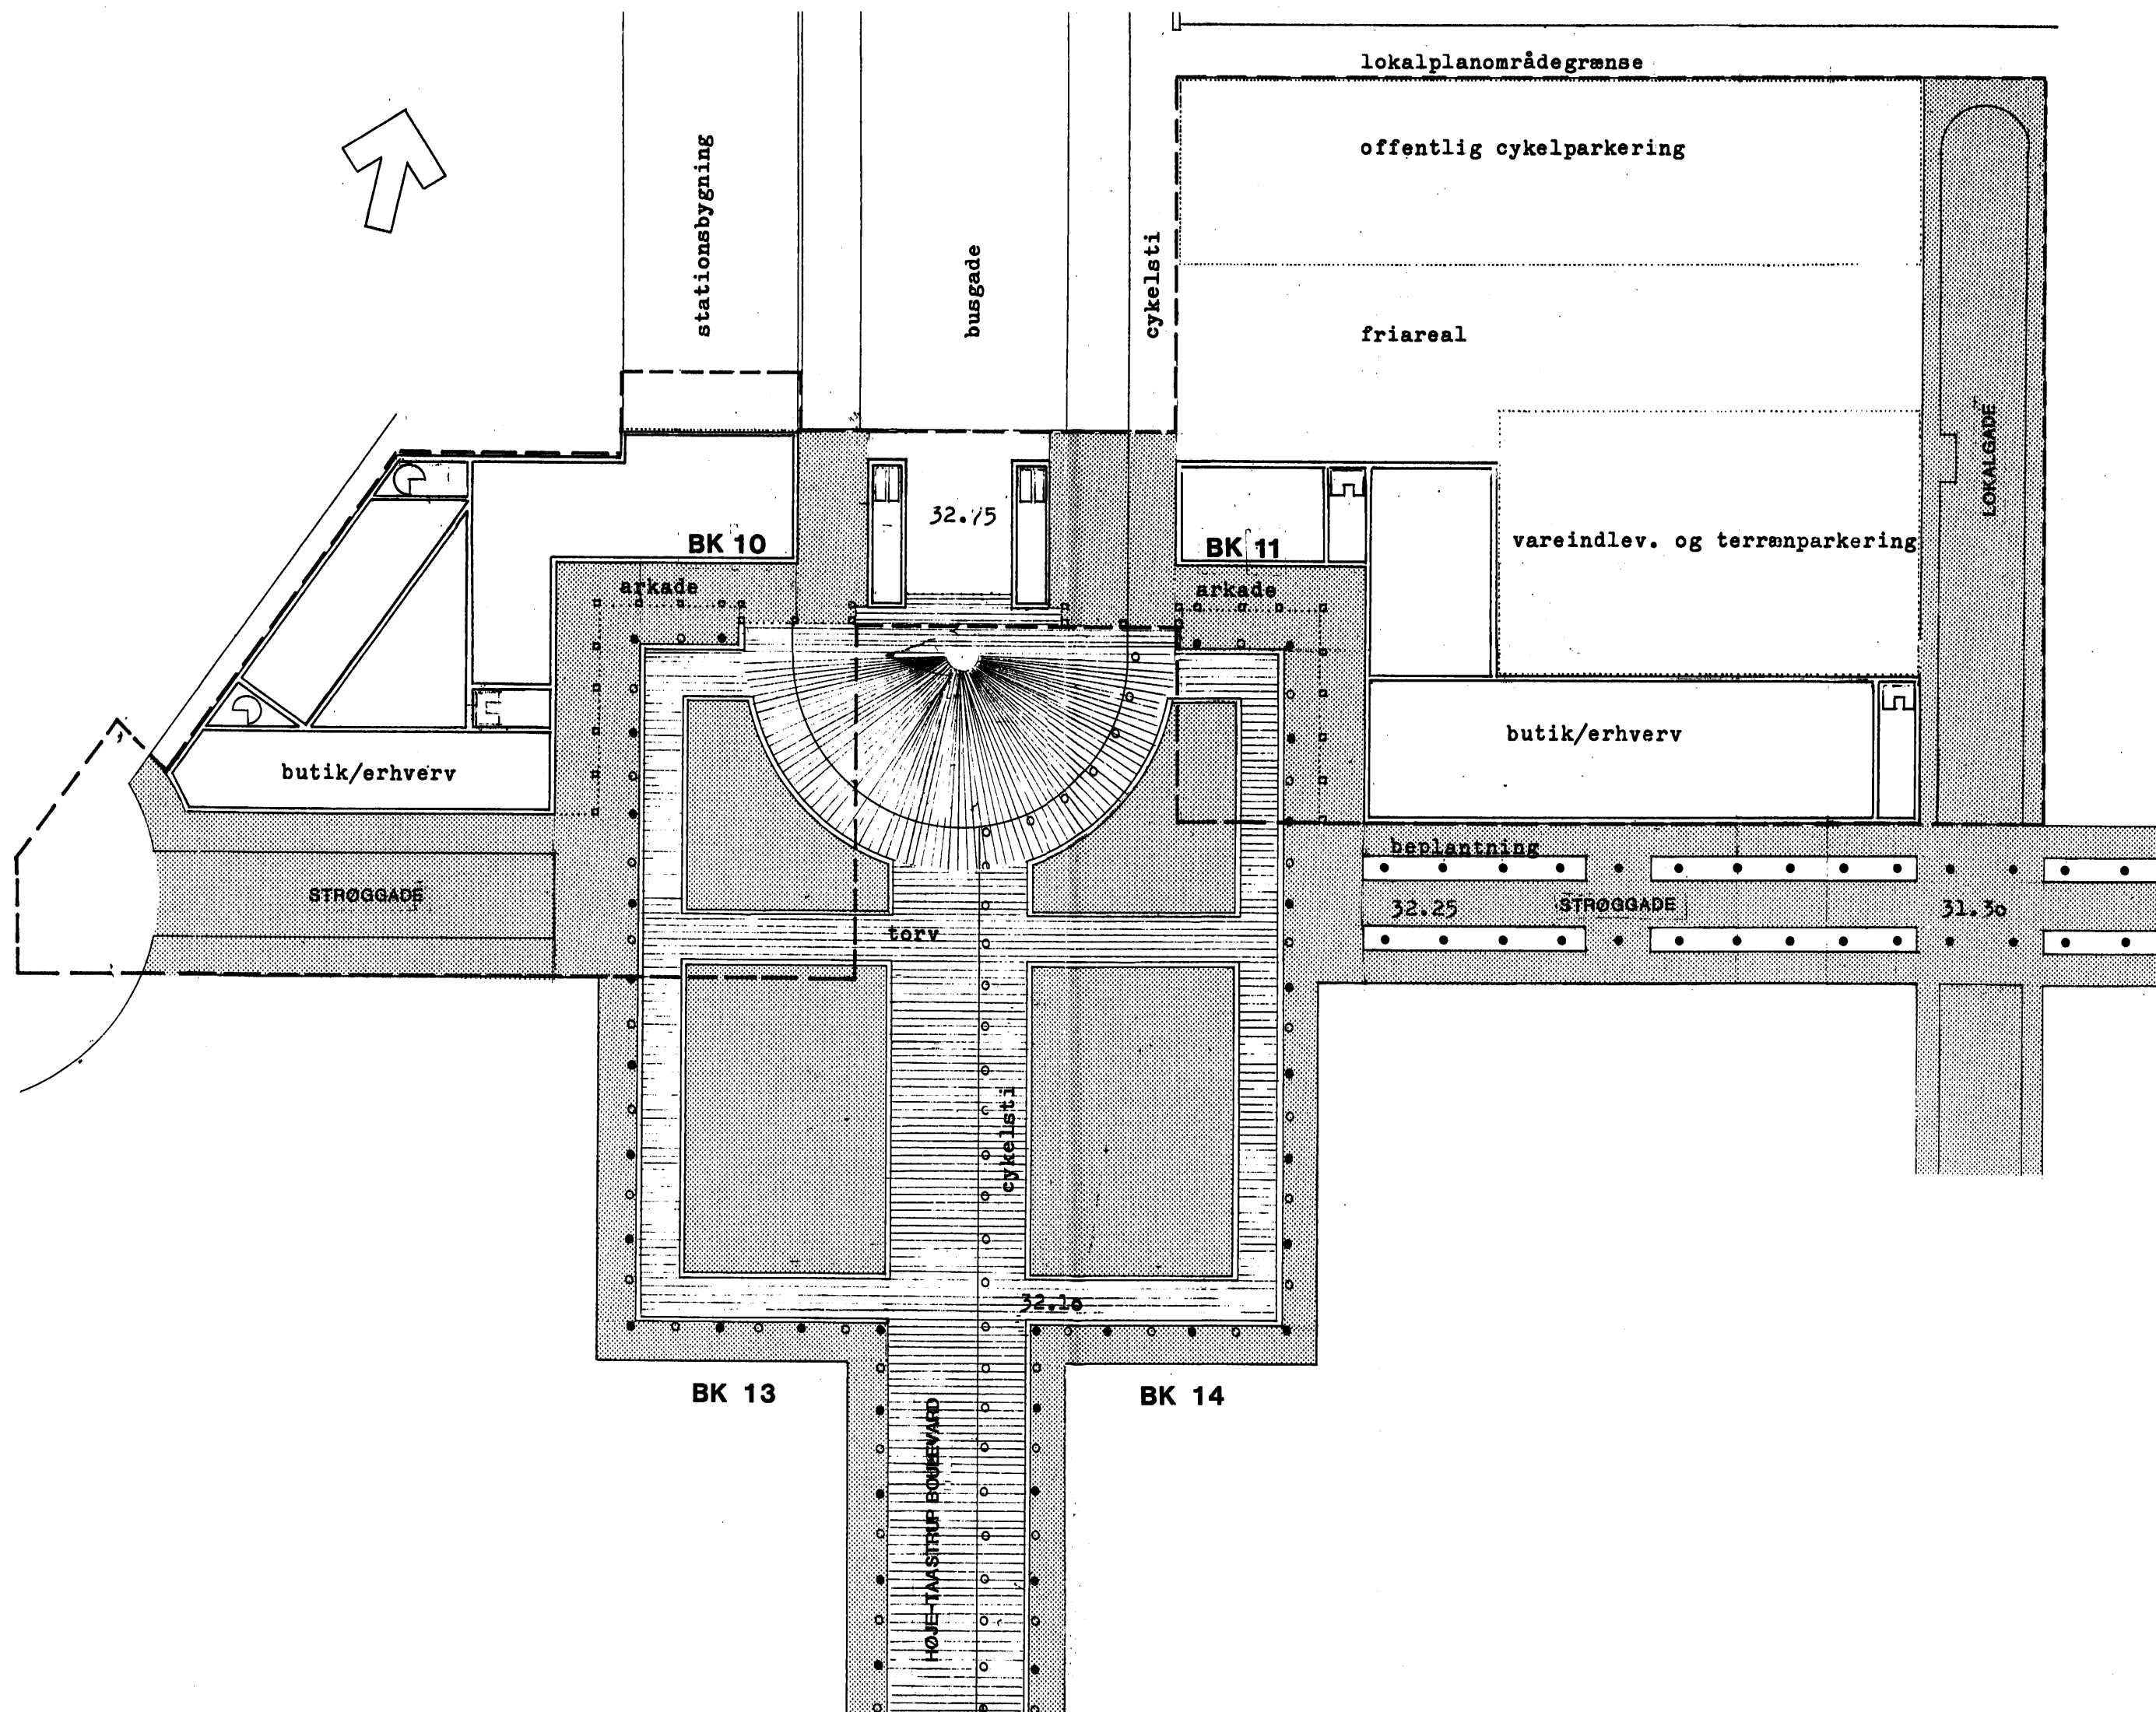 lokalplanområdegrænse
offentlig cykelparkering
stationsbygning
busgade
cykelsti
friareal
LOKALGADE
32.75
BK 10
BK 11
vareindlev. og terrænparkering
arkade
arkade
butik/erhverv
butik/erhverv
beplantning
STRØGGADE
32.25
STRØGGADE
31.30
torv
cykelsti
32.10
BK 13
BK 14
HØJE-TAASTRUP BOULEVARD